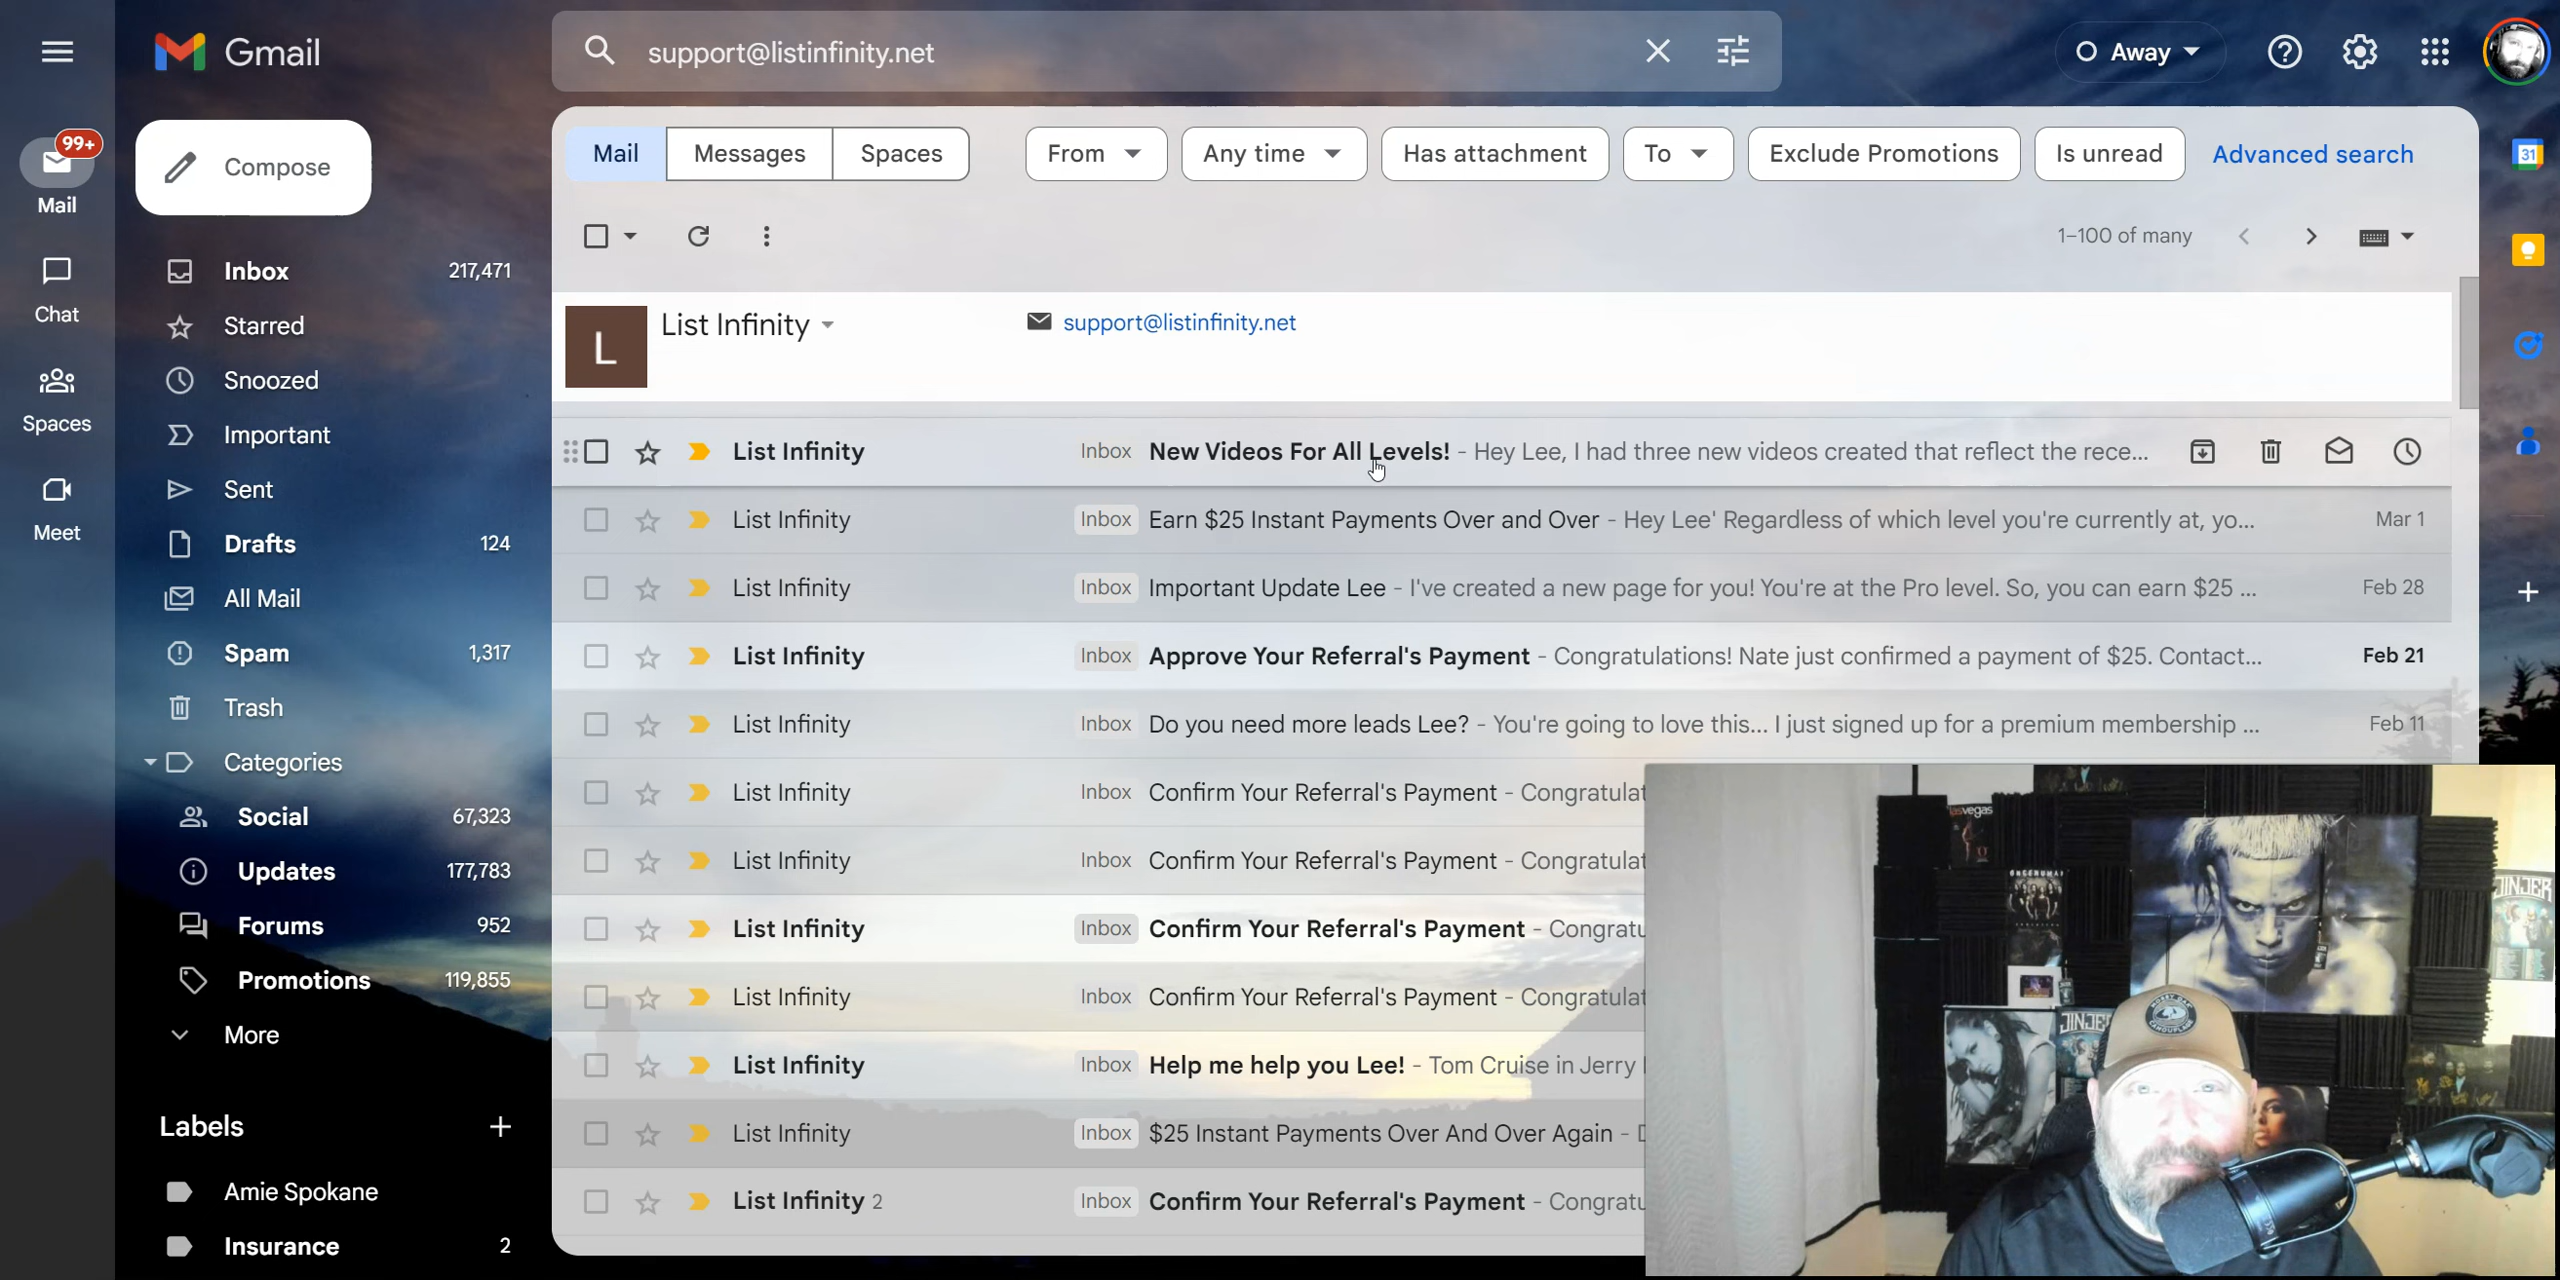 Gmail
support@listinfinity.net
Away
99+
Mail
Chat
Spaces
Meet
Compose
Inbox 217,471
Starred
Snoozed
Important
Sent
Drafts 124
All Mail
Spam 1,317
Trash
Categories
Social 67,323
Updates 177,783
Forums 952
Promotions 119,855
More
Labels
Amie Spokane
Insurance 2
Mail Messages Spaces From Any time Has attachment To Exclude Promotions Is unread Advanced search
1–100 of many
31
L
List Infinity support@listinfinity.net
List Infinity Inbox New Videos For All Levels! - Hey Lee, I had three new videos created that reflect the rece...
List Infinity Inbox Earn $25 Instant Payments Over and Over - Hey Lee' Regardless of which level you're currently at, yo... Mar 1
List Infinity Inbox Important Update Lee - I've created a new page for you! You're at the Pro level. So, you can earn $25 ... Feb 28
List Infinity Inbox Approve Your Referral's Payment - Congratulations! Nate just confirmed a payment of $25. Contact... Feb 21
List Infinity Inbox Do you need more leads Lee? - You're going to love this... I just signed up for a premium membership ... Feb 11
List Infinity Inbox Confirm Your Referral's Payment - Congratulat
List Infinity Inbox Confirm Your Referral's Payment - Congratulat
List Infinity Inbox Confirm Your Referral's Payment - Congratu
List Infinity Inbox Confirm Your Referral's Payment - Congratulat
List Infinity Inbox Help me help you Lee! - Tom Cruise in Jerry
List Infinity Inbox $25 Instant Payments Over And Over Again -
List Infinity 2 Inbox Confirm Your Referral's Payment - Congratu
JINJER
JINJER